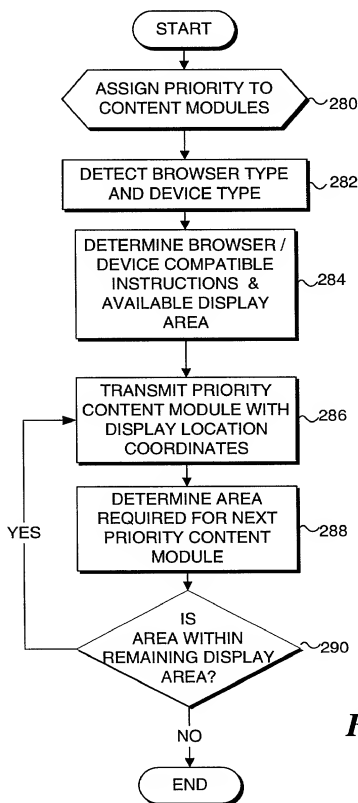 START
ASSIGN PRIORITY TO
CONTENT MODULES
280
DETECT BROWSER TYPE
AND DEVICE TYPE
282
DETERMINE BROWSER /
DEVICE COMPATIBLE
INSTRUCTIONS &
AVAILABLE DISPLAY
AREA
284
TRANSMIT PRIORITY
CONTENT MODULE WITH
DISPLAY LOCATION
COORDINATES
286
DETERMINE AREA
REQUIRED FOR NEXT
PRIORITY CONTENT
MODULE
288
YES
IS
AREA WITHIN
REMAINING DISPLAY
AREA?
290
NO
END